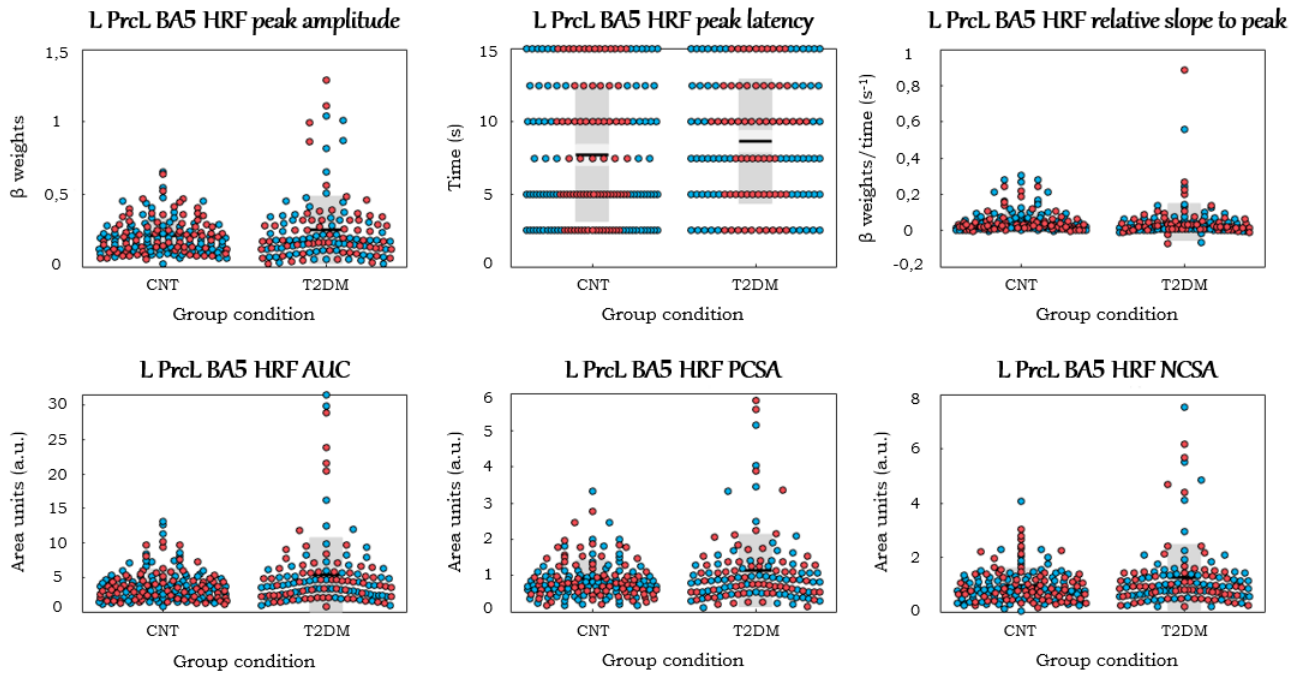 L PrcL BA5 HRF peak amplitude
1,5
1
0,5
0
β weights
CNT
T2DM
Group condition
L PrcL BA5 HRF peak latency
15
10
5
0
Time (s)
CNT
T2DM
Group condition
L PrcL BA5 HRF relative slope to peak
1
0,8
0,6
0,4
0,2
0
-0,2
β weights/time (s⁻¹)
CNT
T2DM
Group condition
L PrcL BA5 HRF AUC
30
25
20
15
10
5
0
Area units (a.u.)
CNT
T2DM
Group condition
L PrcL BA5 HRF PCSA
6
5
4
3
2
1
0
Area units (a.u.)
CNT
T2DM
Group condition
L PrcL BA5 HRF NCSA
8
6
4
2
0
Area units (a.u.)
CNT
T2DM
Group condition